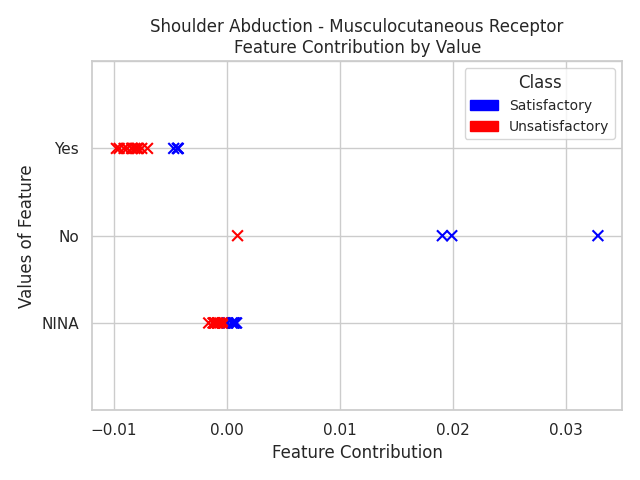 Shoulder Abduction - Musculocutaneous Receptor
Feature Contribution by Value
Class
Satisfactory
Unsatisfactory
Values of Feature
Yes
No
NINA
−0.01
0.00
0.01
0.02
0.03
Feature Contribution